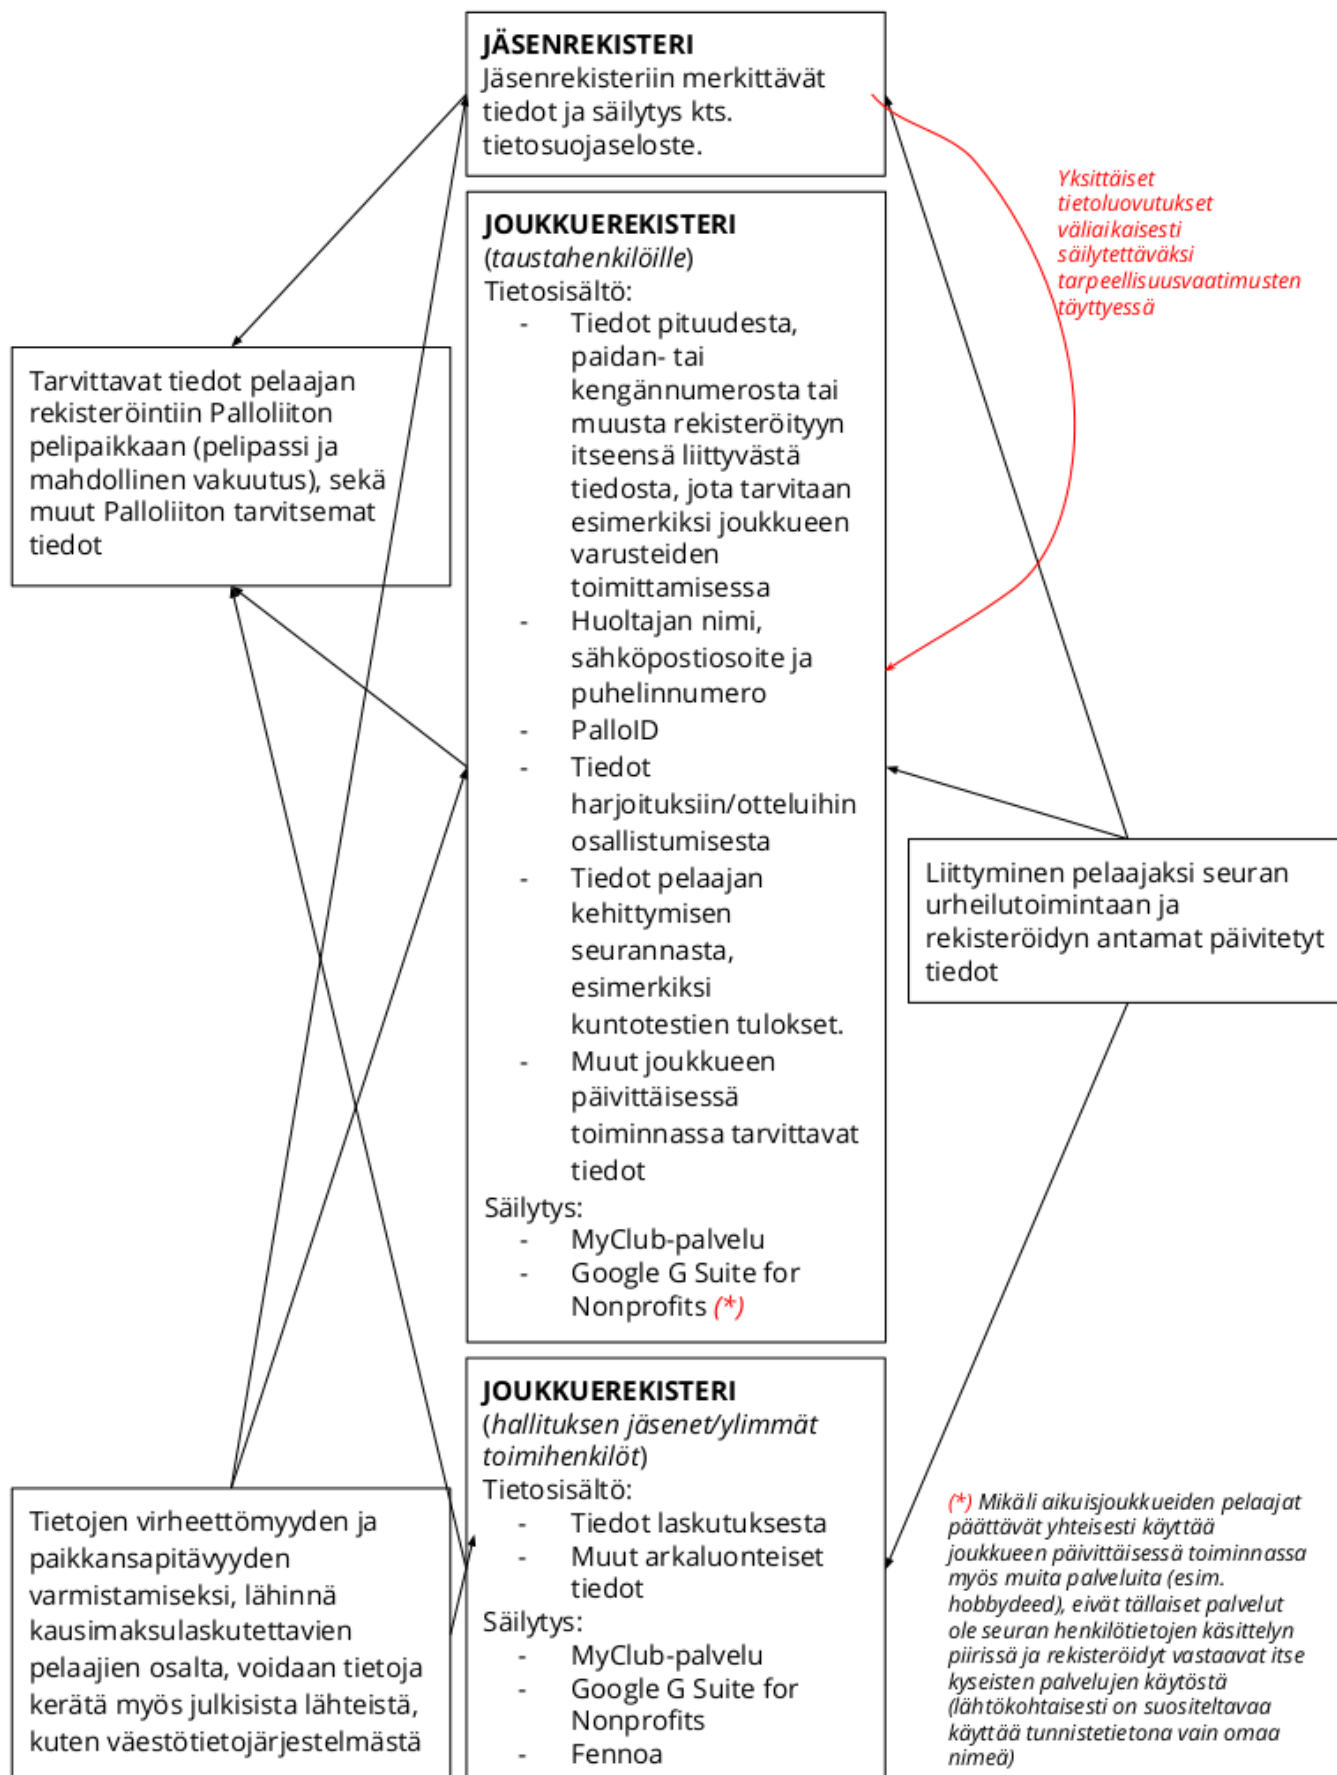 JÄSENREKISTERI
Jäsenrekisteriin merkittävät
tiedot ja säilytys kts.
tietosuojaseloste.
Yksittäiset
tietoluovutukset
väliaikaisesti
säilytettäväksi
tarpeellisuusvaatimusten
täyttyessä
JOUKKUEREKISTERI
(taustahenkilöille)
Tietosisältö:
- Tiedot pituudesta,
paidan- tai
kengännumerosta tai
muusta rekisteröityyn
itseensä liittyvästä
tiedosta, jota tarvitaan
esimerkiksi joukkueen
varusteiden
toimittamisessa
- Huoltajan nimi,
sähköpostiosoite ja
puhelinnumero
- PalloID
- Tiedot
harjoituksiin/otteluihin
osallistumisesta
- Tiedot pelaajan
kehittymisen
seurannasta,
esimerkiksi
kuntotestien tulokset.
- Muut joukkueen
päivittäisessä
toiminnassa tarvittavat
tiedot
Säilytys:
- MyClub-palvelu
- Google G Suite for
Nonprofits (*)
Tarvittavat tiedot pelaajan
rekisteröintiin Palloliiton
pelipaikkaan (pelipassi ja
mahdollinen vakuutus), sekä
muut Palloliiton tarvitsemat
tiedot
Liittyminen pelaajaksi seuran
urheilutoimintaan ja
rekisteröidyn antamat päivitetyt
tiedot
JOUKKUEREKISTERI
(hallituksen jäsenet/ylimmät
toimihenkilöt)
Tietosisältö:
- Tiedot laskutuksesta
- Muut arkaluonteiset
tiedot
Säilytys:
- MyClub-palvelu
- Google G Suite for
Nonprofits
- Fennoa
Tietojen virheettömyyden ja
paikkansapitävyyden
varmistamiseksi, lähinnä
kausimaksulaskutettavien
pelaajien osalta, voidaan tietoja
kerätä myös julkisista lähteistä,
kuten väestötietojärjestelmästä
(*) Mikäli aikuisjoukkueiden pelaajat
päättävät yhteisesti käyttää
joukkueen päivittäisessä toiminnassa
myös muita palveluita (esim.
hobbydeed), eivät tällaiset palvelut
ole seuran henkilötietojen käsittelyn
piirissä ja rekisteröidyt vastaavat itse
kyseisten palvelujen käytöstä
(lähtökohtaisesti on suositeltavaa
käyttää tunnistetietona vain omaa
nimeä)